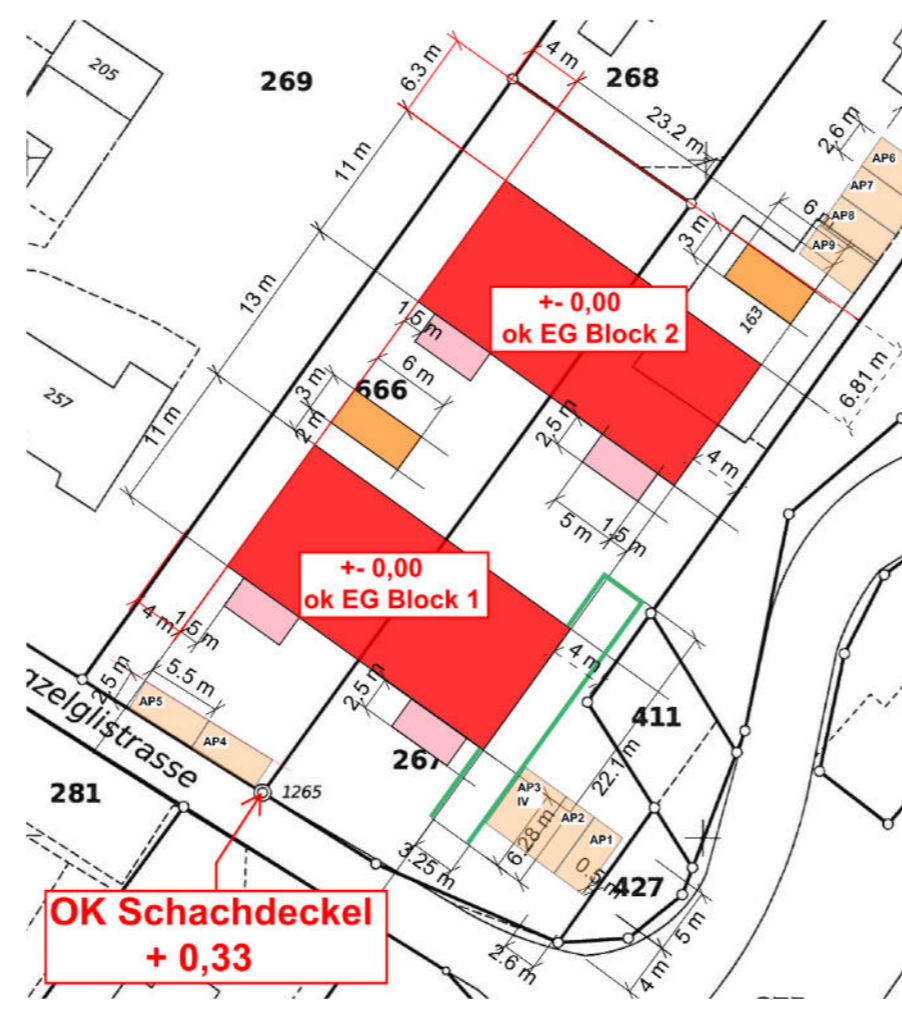 205
269
268
4 m
6.3 m
23.2 m
2.6 m
AP6
AP7
AP8
AP9
6
11 m
3 m
163
+- 0,00
ok EG Block 2
13 m
1.5 m
6 m
6.81 m
257
3 m
666
2 m
11 m
2.5 m
4 m
5 m
1.5 m
+- 0,00
ok EG Block 1
4 m
1.5 m
4 m
2.5 m
5.5 m
AP5
AP4
2.5 m
411
22.1 m
267
281
1265
AP3
IV
AP2
AP1
6.28 m
0.5 m
3.25 m
427
OK Schachdeckel
+ 0,33
2.6 m
4 m
5 m